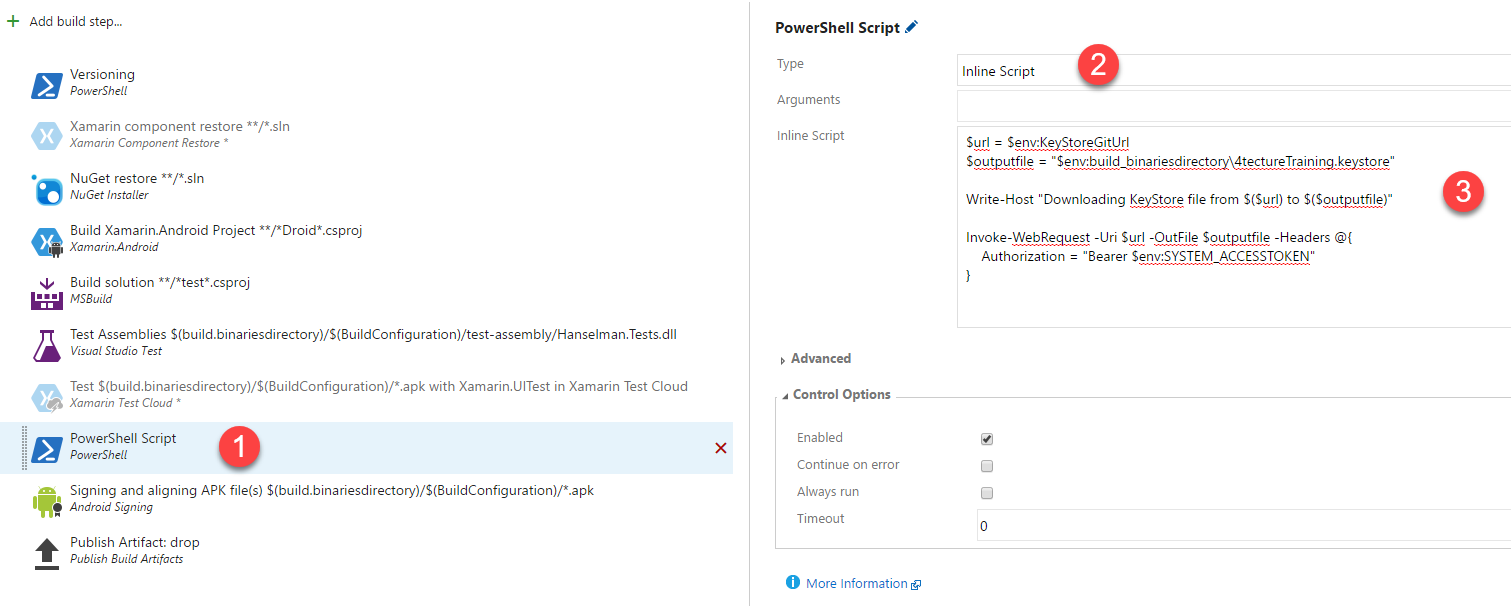 + Add build step...
Versioning
PowerShell
Xamarin component restore **/*.sln
Xamarin Component Restore *
NuGet restore **/*.sln
NuGet Installer
Build Xamarin.Android Project **/*Droid*.csproj
Xamarin.Android
Build solution **/*test*.csproj
MSBuild
Test Assemblies $(build.binariesdirectory)/$(BuildConfiguration)/test-assembly/Hanselman.Tests.dll
Visual Studio Test
Test $(build.binariesdirectory)/$(BuildConfiguration)/*.apk with Xamarin.UITest in Xamarin Test Cloud
Xamarin Test Cloud *
PowerShell Script
PowerShell
1
Signing and aligning APK file(s) $(build.binariesdirectory)/$(BuildConfiguration)/*.apk
Android Signing
Publish Artifact: drop
Publish Build Artifacts
PowerShell Script
Type
Inline Script
2
Arguments
Inline Script
$url = $env:KeyStoreGitUrl
$outputfile = "$env:build_binariesdirectory\4tectureTraining.keystore"
Write-Host "Downloading KeyStore file from $($url) to $($outputfile)"
3
Invoke-WebRequest -Uri $url -OutFile $outputfile -Headers @{
Authorization = "Bearer $env:SYSTEM_ACCESSTOKEN"
}
Advanced
Control Options
Enabled
Continue on error
Always run
Timeout
0
More Information